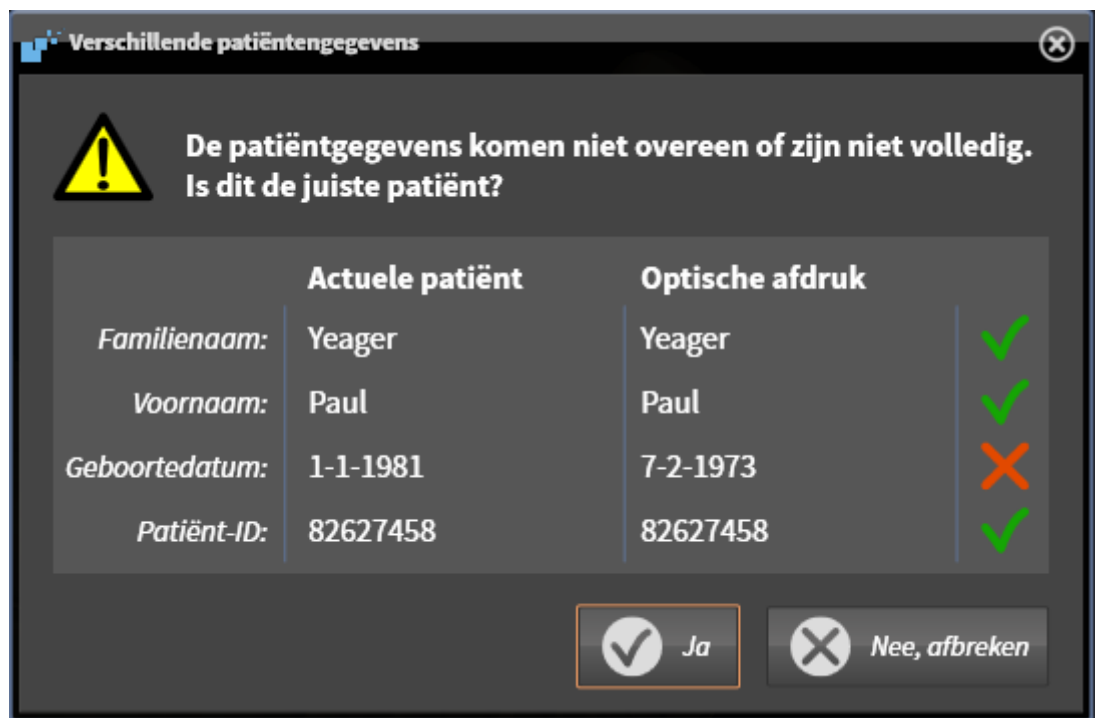 Verschillende patiëntengegevens
De patiëntgegevens komen niet overeen of zijn niet volledig.
Is dit de juiste patiënt?
Actuele patiënt Optische afdruk
Familienaam: Yeager Yeager
Voornaam: Paul Paul
Geboortedatum: 1-1-1981 7-2-1973
Patiënt-ID: 82627458 82627458
Ja Nee, afbreken